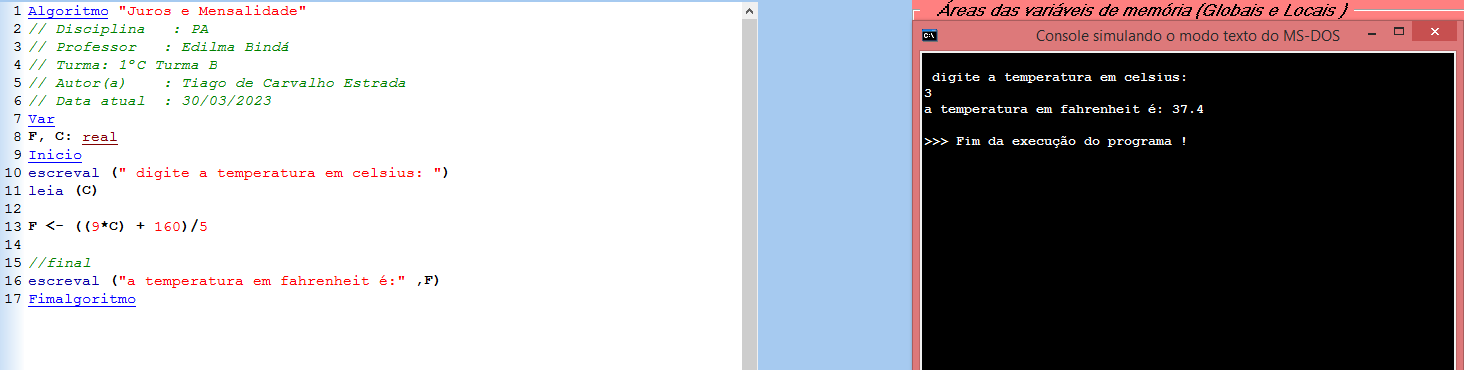 1 Algoritmo "Juros e Mensalidade"
2 // Disciplina   : PA
3 // Professor   : Edilma Bindá
4 // Turma: 1ºC Turma B
5 // Autor(a)    : Tiago de Carvalho Estrada
6 // Data atual  : 30/03/2023
7 Var
8 F, C: real
9 Inicio
10 escreval (" digite a temperatura em celsius: ")
11 leia (C)
12
13 F <- ((9*C) + 160)/5
14
15 //final
16 escreval ("a temperatura em fahrenheit é:" ,F)
17 Fimalgoritmo
Áreas das variáveis de memória (Globais e Locais )
C:\ Console simulando o modo texto do MS-DOS
digite a temperatura em celsius:
3
a temperatura em fahrenheit é: 37.4
>>> Fim da execução do programa !